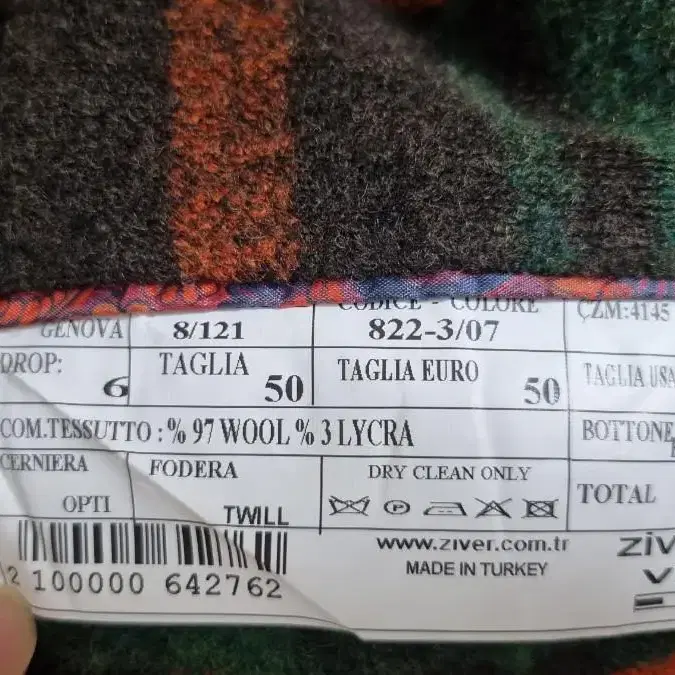 CODICE - COLORE
GENOVA 8/121 822-3/07 ÇZM:4145
DROP: 6 TAGLIA 50 TAGLIA EURO 50 TAGLIA USA
COM.TESSUTTO : % 97 WOOL % 3 LYCRA BOTTONE
CERNIERA FODERA DRY CLEAN ONLY TOTAL
OPTI TWILL
www.ziver.com.tr ZIV
MADE IN TURKEY V
2 100000 642762